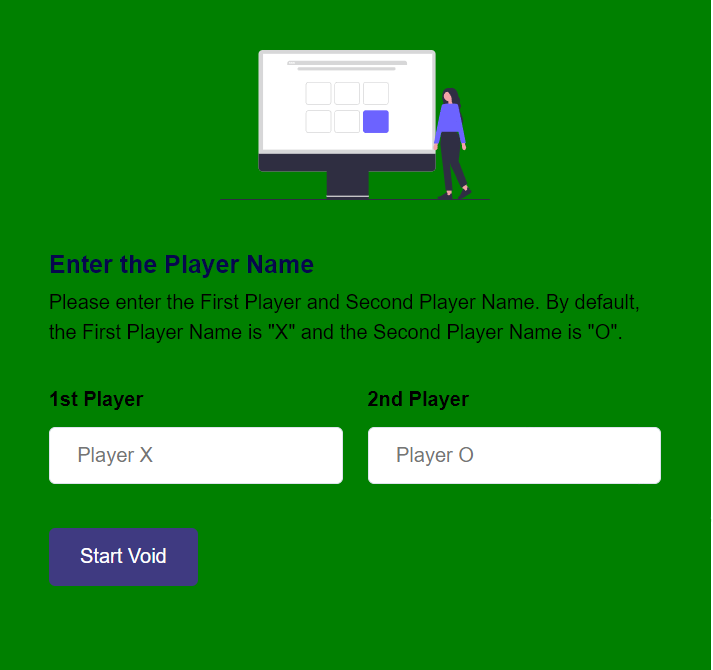 Enter the Player Name
Please enter the First Player and Second Player Name. By default,
the First Player Name is "X" and the Second Player Name is "O".
1st Player
2nd Player
Player X
Player O
Start Void